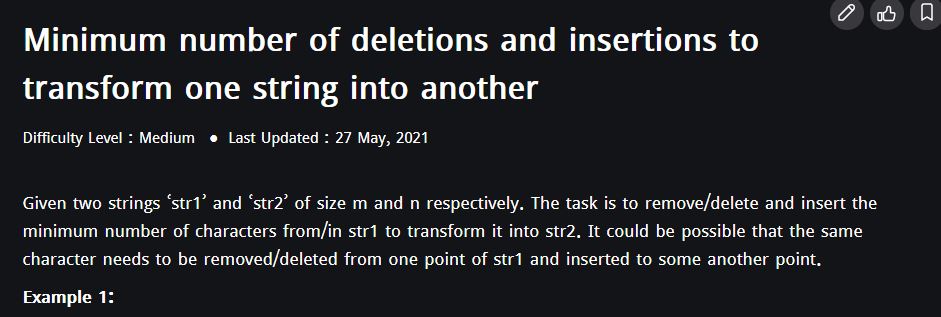 Minimum number of deletions and insertions to
transform one string into another
Difficulty Level : Medium ● Last Updated : 27 May, 2021
Given two strings ‘str1’ and ‘str2’ of size m and n respectively. The task is to remove/delete and insert the
minimum number of characters from/in str1 to transform it into str2. It could be possible that the same
character needs to be removed/deleted from one point of str1 and inserted to some another point.
Example 1: